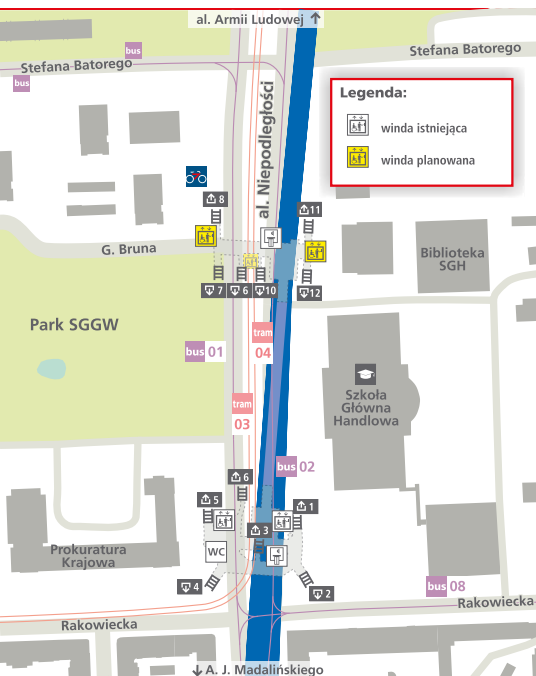 al. Armii Ludowej ↑
bus
Stefana Batorego
Stefana Batorego
bus
Legenda:
winda istniejąca
winda planowana
al. Niepodległości
8
11
G. Bruna
Biblioteka
SGH
7
6
10
12
Park SGGW
tram
04
bus 01
Szkoła
Główna
Handlowa
tram
03
bus 02
6
5
1
3
WC
Prokuratura
Krajowa
4
2
bus 08
Rakowiecka
Rakowiecka
↓ A. J. Madalińskiego